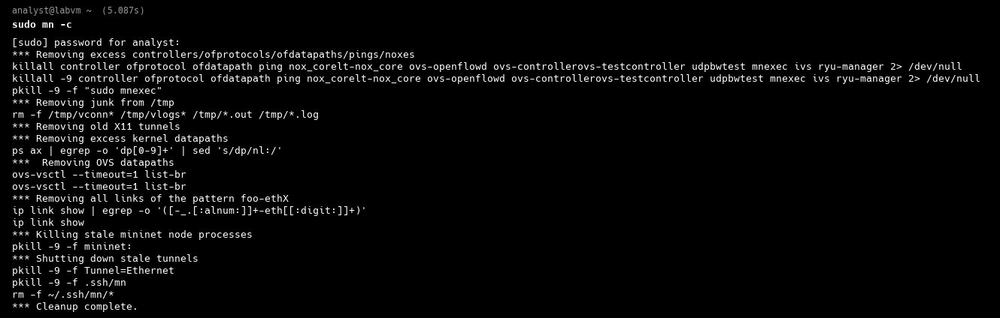 analyst@labvm ~  (5.087s)
sudo mn -c
[sudo] password for analyst:
*** Removing excess controllers/ofprotocols/ofdatapaths/pings/noxes
killall controller ofprotocol ofdatapath ping nox_corelt-nox_core ovs-openflowd ovs-controllerovs-testcontroller udpbwtest mnexec ivs ryu-manager 2> /dev/null
killall -9 controller ofprotocol ofdatapath ping nox_corelt-nox_core ovs-openflowd ovs-controllerovs-testcontroller udpbwtest mnexec ivs ryu-manager 2> /dev/null
pkill -9 -f "sudo mnexec"
*** Removing junk from /tmp
rm -f /tmp/vconn* /tmp/vlogs* /tmp/*.out /tmp/*.log
*** Removing old X11 tunnels
*** Removing excess kernel datapaths
ps ax | egrep -o 'dp[0-9]+' | sed 's/dp/nl:/'
***  Removing OVS datapaths
ovs-vsctl --timeout=1 list-br
ovs-vsctl --timeout=1 list-br
*** Removing all links of the pattern foo-ethX
ip link show | egrep -o '([-_.[:alnum:]]+-eth[[:digit:]]+)'
ip link show
*** Killing stale mininet node processes
pkill -9 -f mininet:
*** Shutting down stale tunnels
pkill -9 -f Tunnel=Ethernet
pkill -9 -f .ssh/mn
rm -f ~/.ssh/mn/*
*** Cleanup complete.